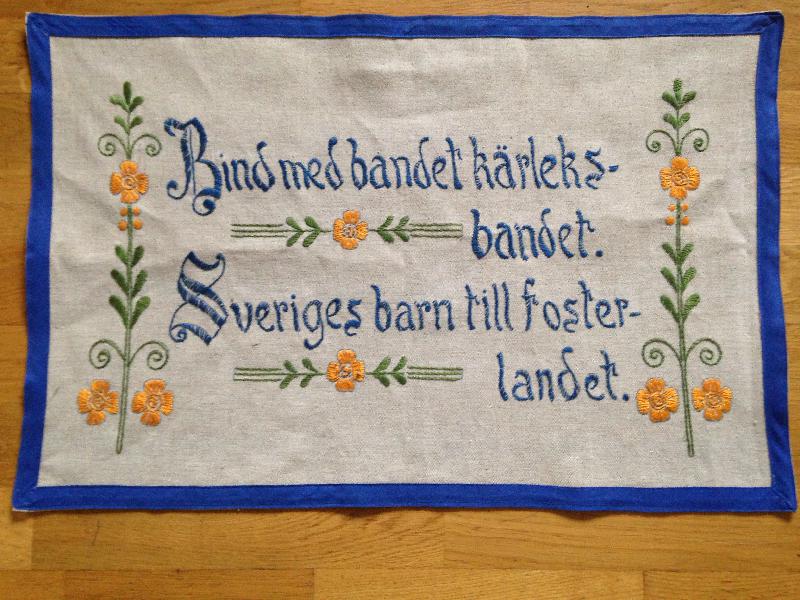 Bind med bandet kärleks-
bandet.
Sveriges barn till foster-
landet.